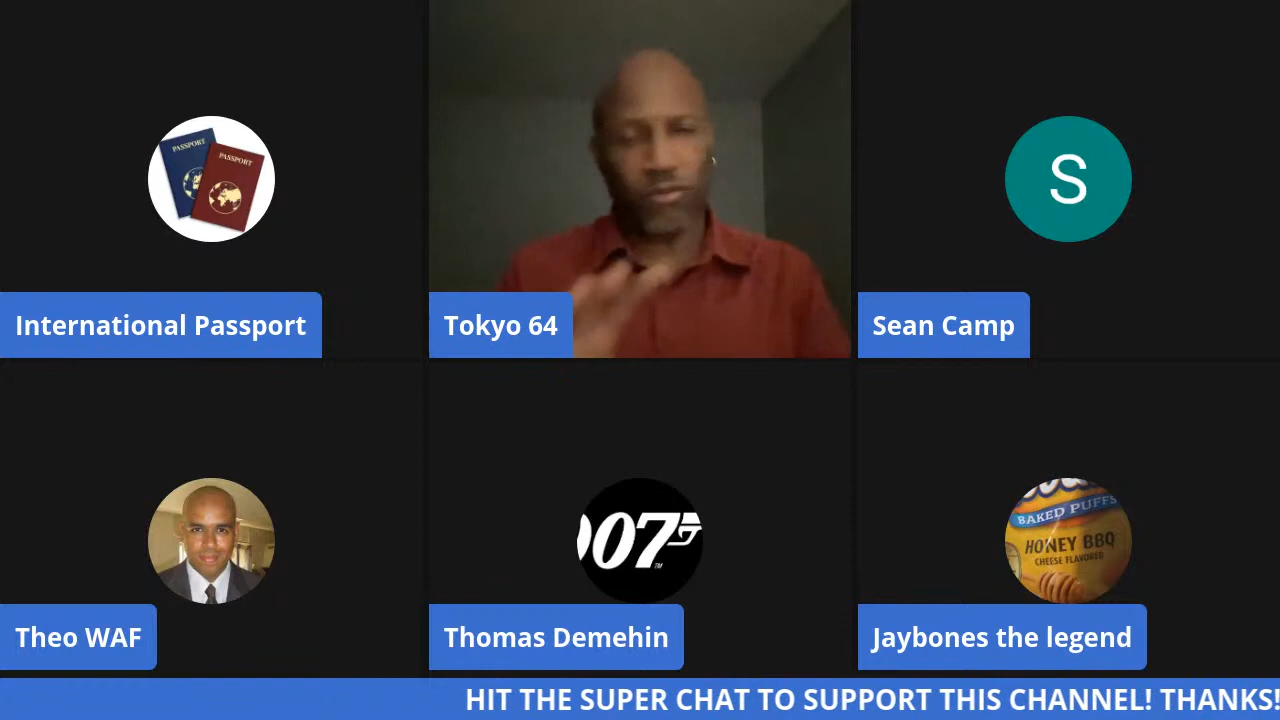 PASSPORT
PASSPORT
S
International Passport
Tokyo 64
Sean Camp
007
TM
BAKED PUFFS
HONEY BBQ
CHEESE FLAVORED
Theo WAF
Thomas Demehin
Jaybones the legend
HIT THE SUPER CHAT TO SUPPORT THIS CHANNEL! THANKS!